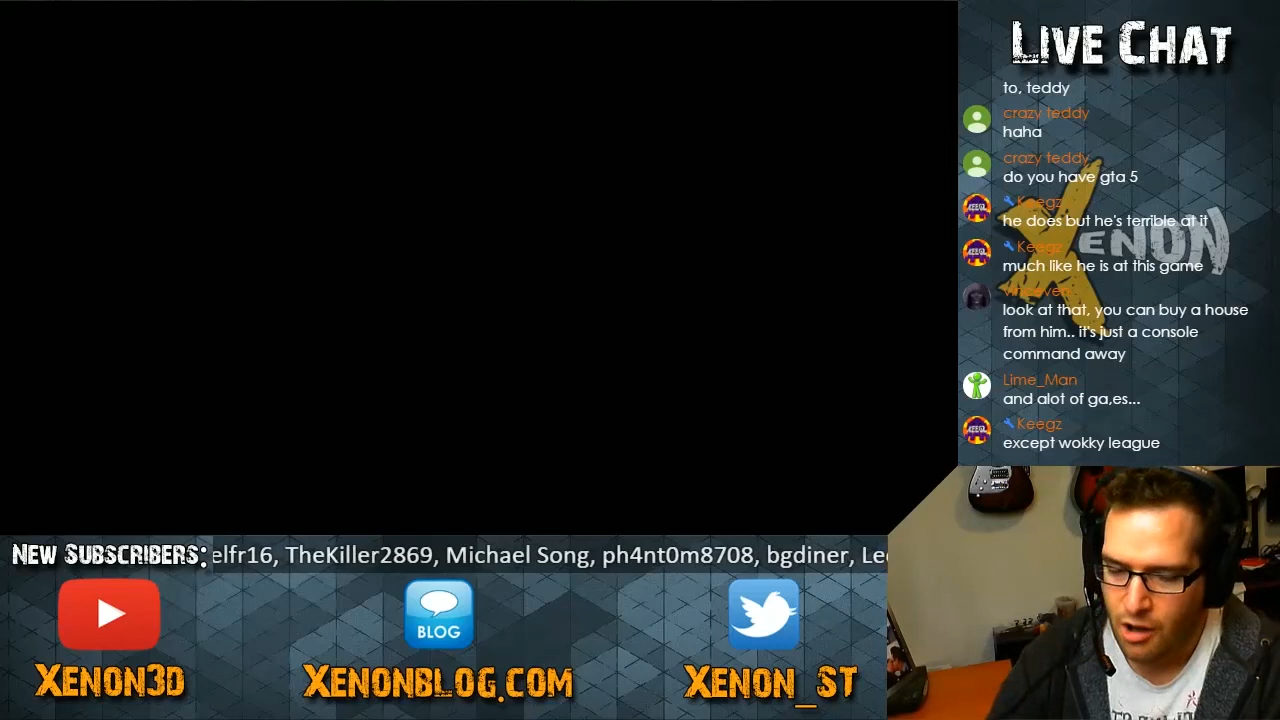 LIVE CHAT
to, teddy
crazy teddy
haha
crazy teddy
do you have gta 5
Keegz
he does but he's terrible at it
Keegz
much like he is at this game
look at that, you can buy a house
from him.. it's just a console
command away
Lime_Man
and alot of ga,es...
Keegz
except wokky league
XENON
NEW SUBSCRIBERS: elfr16, TheKiller2869, Michael Song, ph4nt0m8708, bgdiner, Le
BLOG
XENON3D
XENONBLOG.COM
XENON_ST